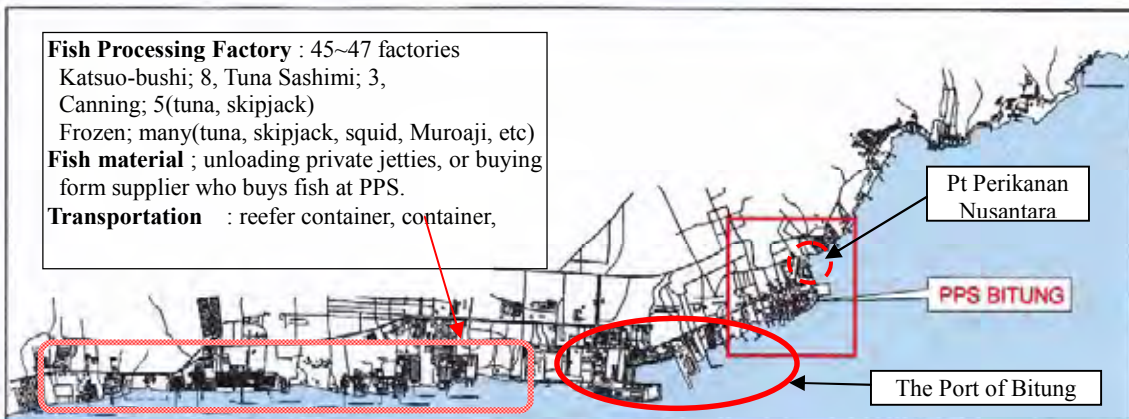 Fish Processing Factory : 45~47 factories
Katsuo-bushi; 8, Tuna Sashimi; 3,
Canning; 5(tuna, skipjack)
Frozen; many(tuna, skipjack, squid, Muroaji, etc)
Fish material ; unloading private jetties, or buying
form supplier who buys fish at PPS.
Transportation : reefer container, container,
Pt Perikanan
Nusantara
PPS BITUNG
The Port of Bitung